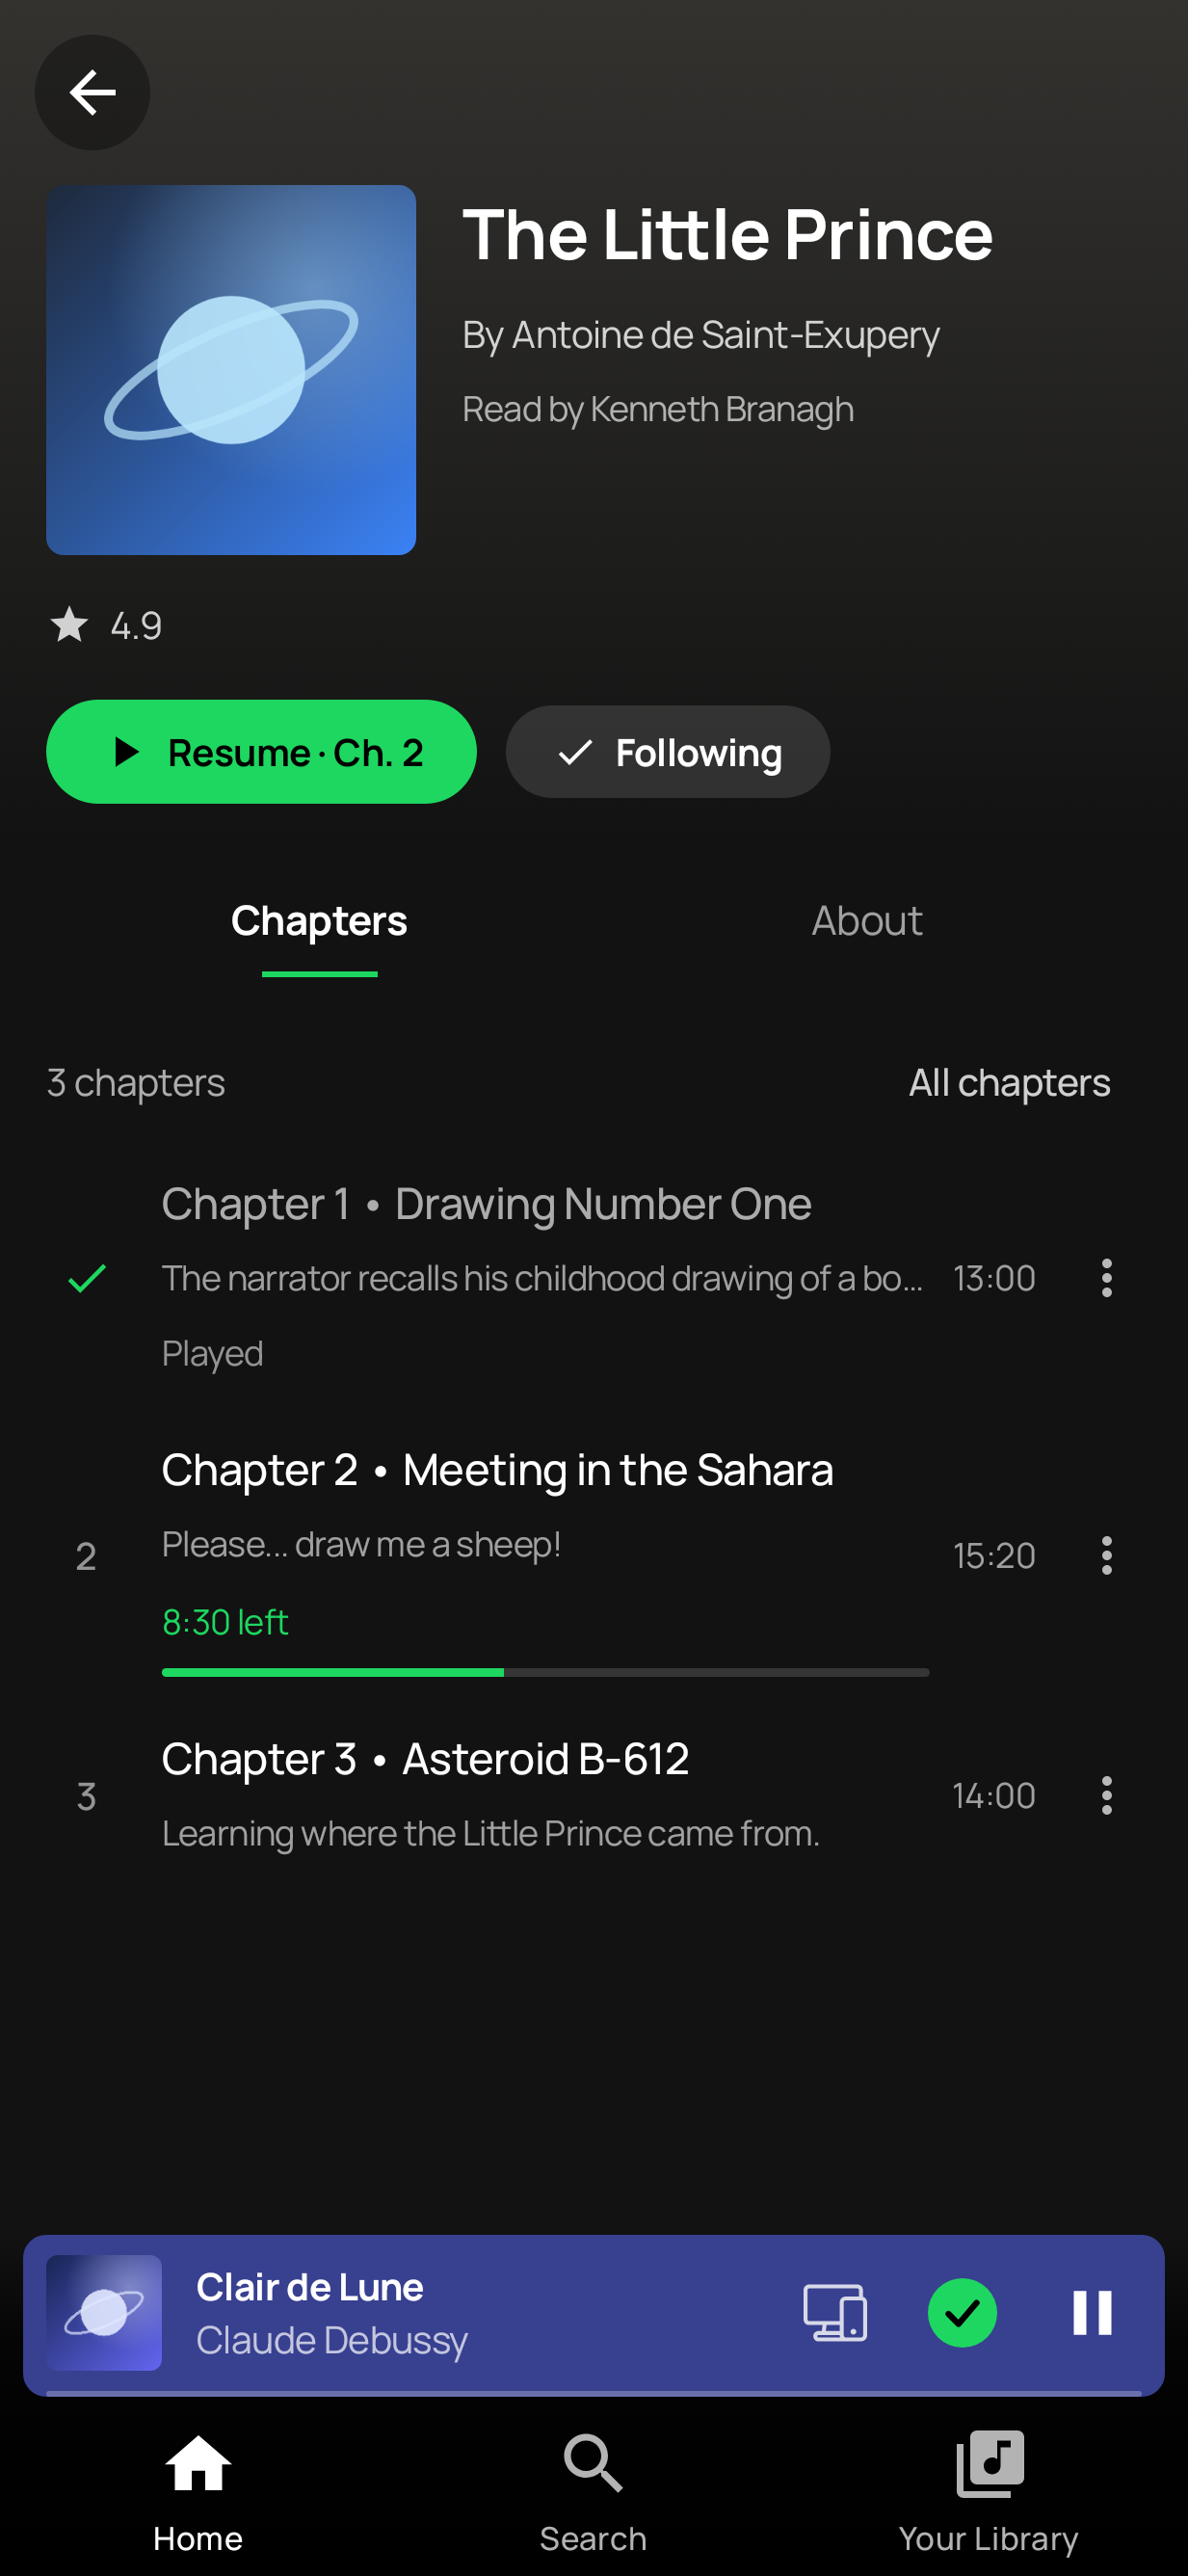 The Little Prince
By Antoine de Saint-Exupery
Read by Kenneth Branagh
4.9
Resume · Ch. 2
Following
Chapters
About
3 chapters
All chapters
Chapter 1 • Drawing Number One
The narrator recalls his childhood drawing of a bo...
13:00
Played
Chapter 2 • Meeting in the Sahara
2
Please... draw me a sheep!
15:20
8:30 left
Chapter 3 • Asteroid B-612
3
14:00
Learning where the Little Prince came from.
Clair de Lune
Claude Debussy
Home
Search
Your Library